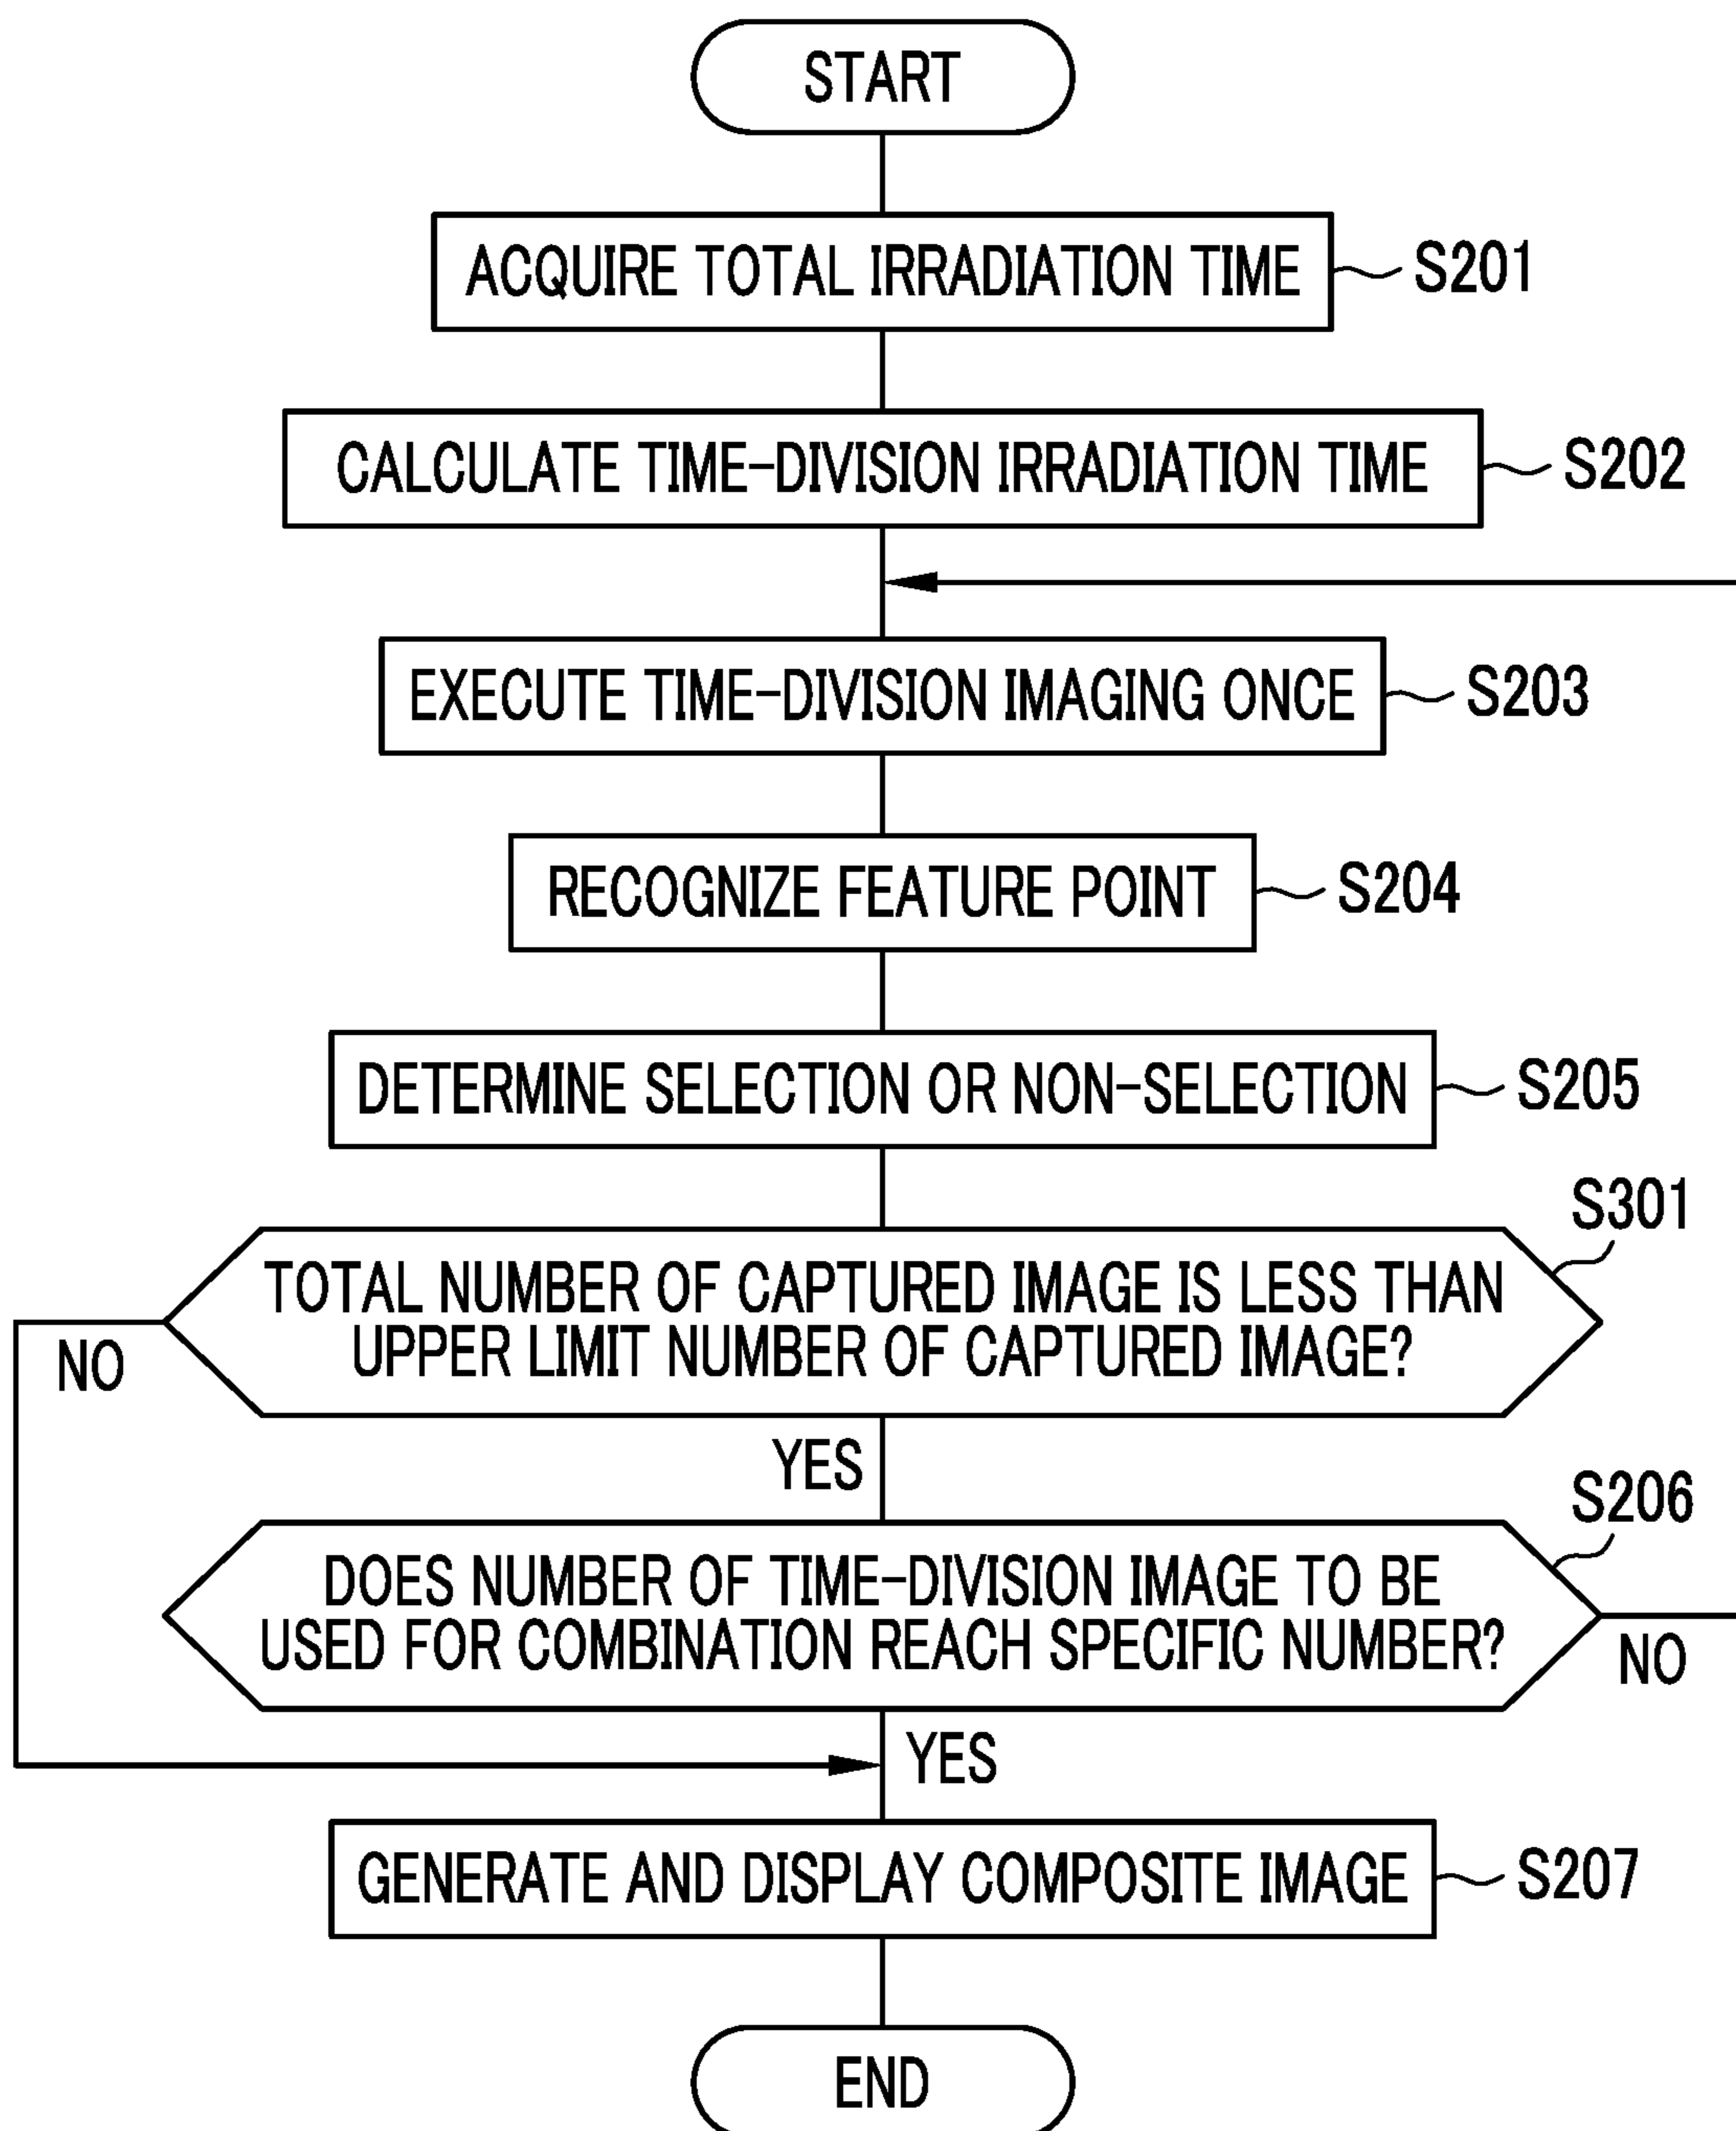 START
ACQUIRE TOTAL IRRADIATION TIME
S201
CALCULATE TIME-DIVISION IRRADIATION TIME
S202
EXECUTE TIME-DIVISION IMAGING ONCE
S203
RECOGNIZE FEATURE POINT
S204
DETERMINE SELECTION OR NON-SELECTION
S205
S301
TOTAL NUMBER OF CAPTURED IMAGE IS LESS THAN
UPPER LIMIT NUMBER OF CAPTURED IMAGE?
NO
YES
S206
DOES NUMBER OF TIME-DIVISION IMAGE TO BE
USED FOR COMBINATION REACH SPECIFIC NUMBER?
NO
YES
GENERATE AND DISPLAY COMPOSITE IMAGE
S207
END